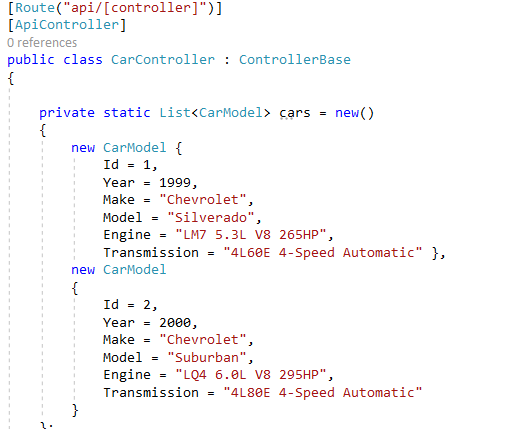 [Route("api/[controller]")]
[ApiController]
0 references
public class CarController : ControllerBase
{
private static List<CarModel> cars = new()
{
new CarModel {
Id = 1,
Year = 1999,
Make = "Chevrolet",
Model = "Silverado",
Engine = "LM7 5.3L V8 265HP",
Transmission = "4L60E 4-Speed Automatic" },
new CarModel
{
Id = 2,
Year = 2000,
Make = "Chevrolet",
Model = "Suburban",
Engine = "LQ4 6.0L V8 295HP",
Transmission = "4L80E 4-Speed Automatic"
}
};